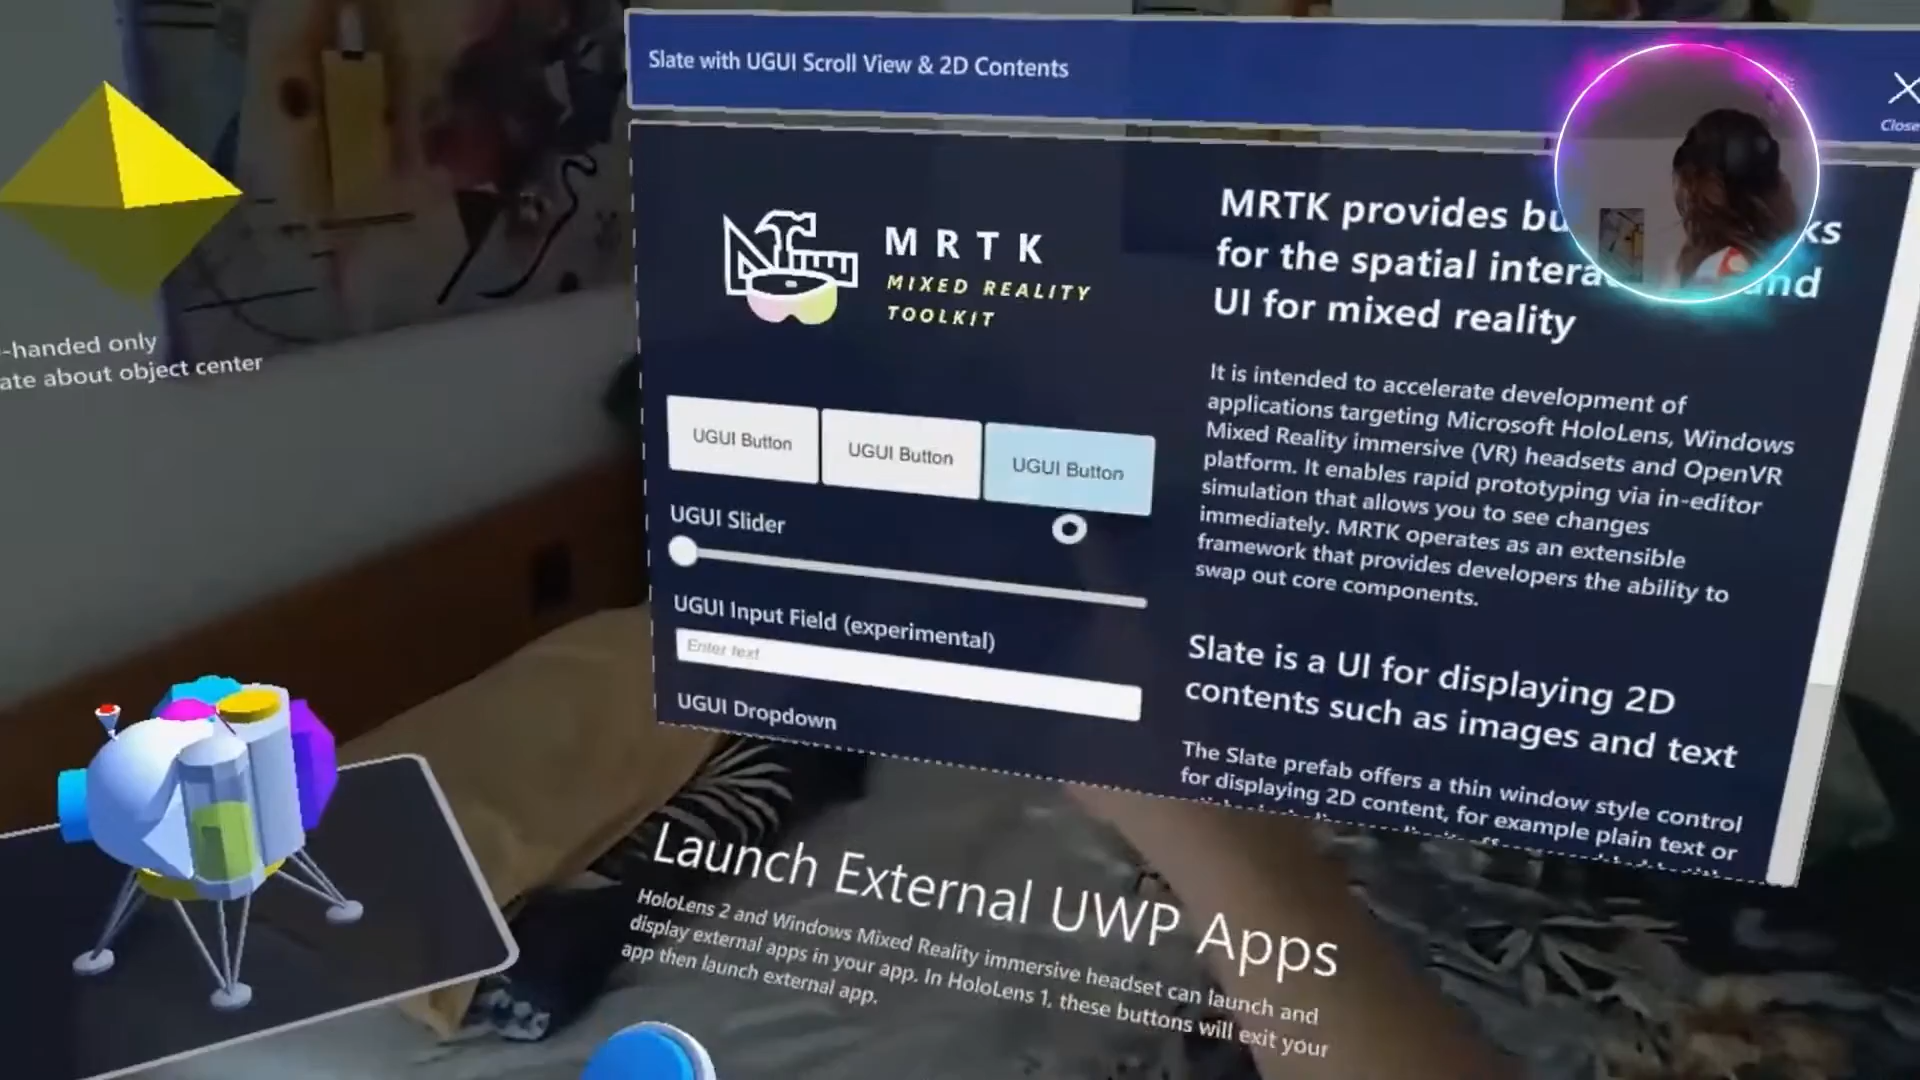 Slate with UGUI Scroll View & 2D Contents
Close
MRTK
MIXED REALITY
TOOLKIT
MRTK provides
for the spatial and
UI for mixed reality
It is intended to accelerate development of
applications targeting Microsoft HoloLens, Windows
Mixed Reality immersive (VR) headsets and OpenVR
platform. It enables rapid prototyping via in-editor
simulation that allows you to see changes
immediately. MRTK operates as an extensible
framework that provides developers the ability to
swap out core components.
Slate is a UI for displaying 2D
contents such as images and text
The Slate prefab offers a thin window style control
for displaying 2D content, for example plain text or
UGUI Button
UGUI Button
UGUI Button
UGUI Slider
UGUI Input Field (experimental)
Enter text
UGUI Dropdown
-handed only
ate about object center
Launch External UWP Apps
HoloLens 2 and Windows Mixed Reality immersive headset can launch and
display external apps in your app. In HoloLens 1, these buttons will exit your
app then launch external app.